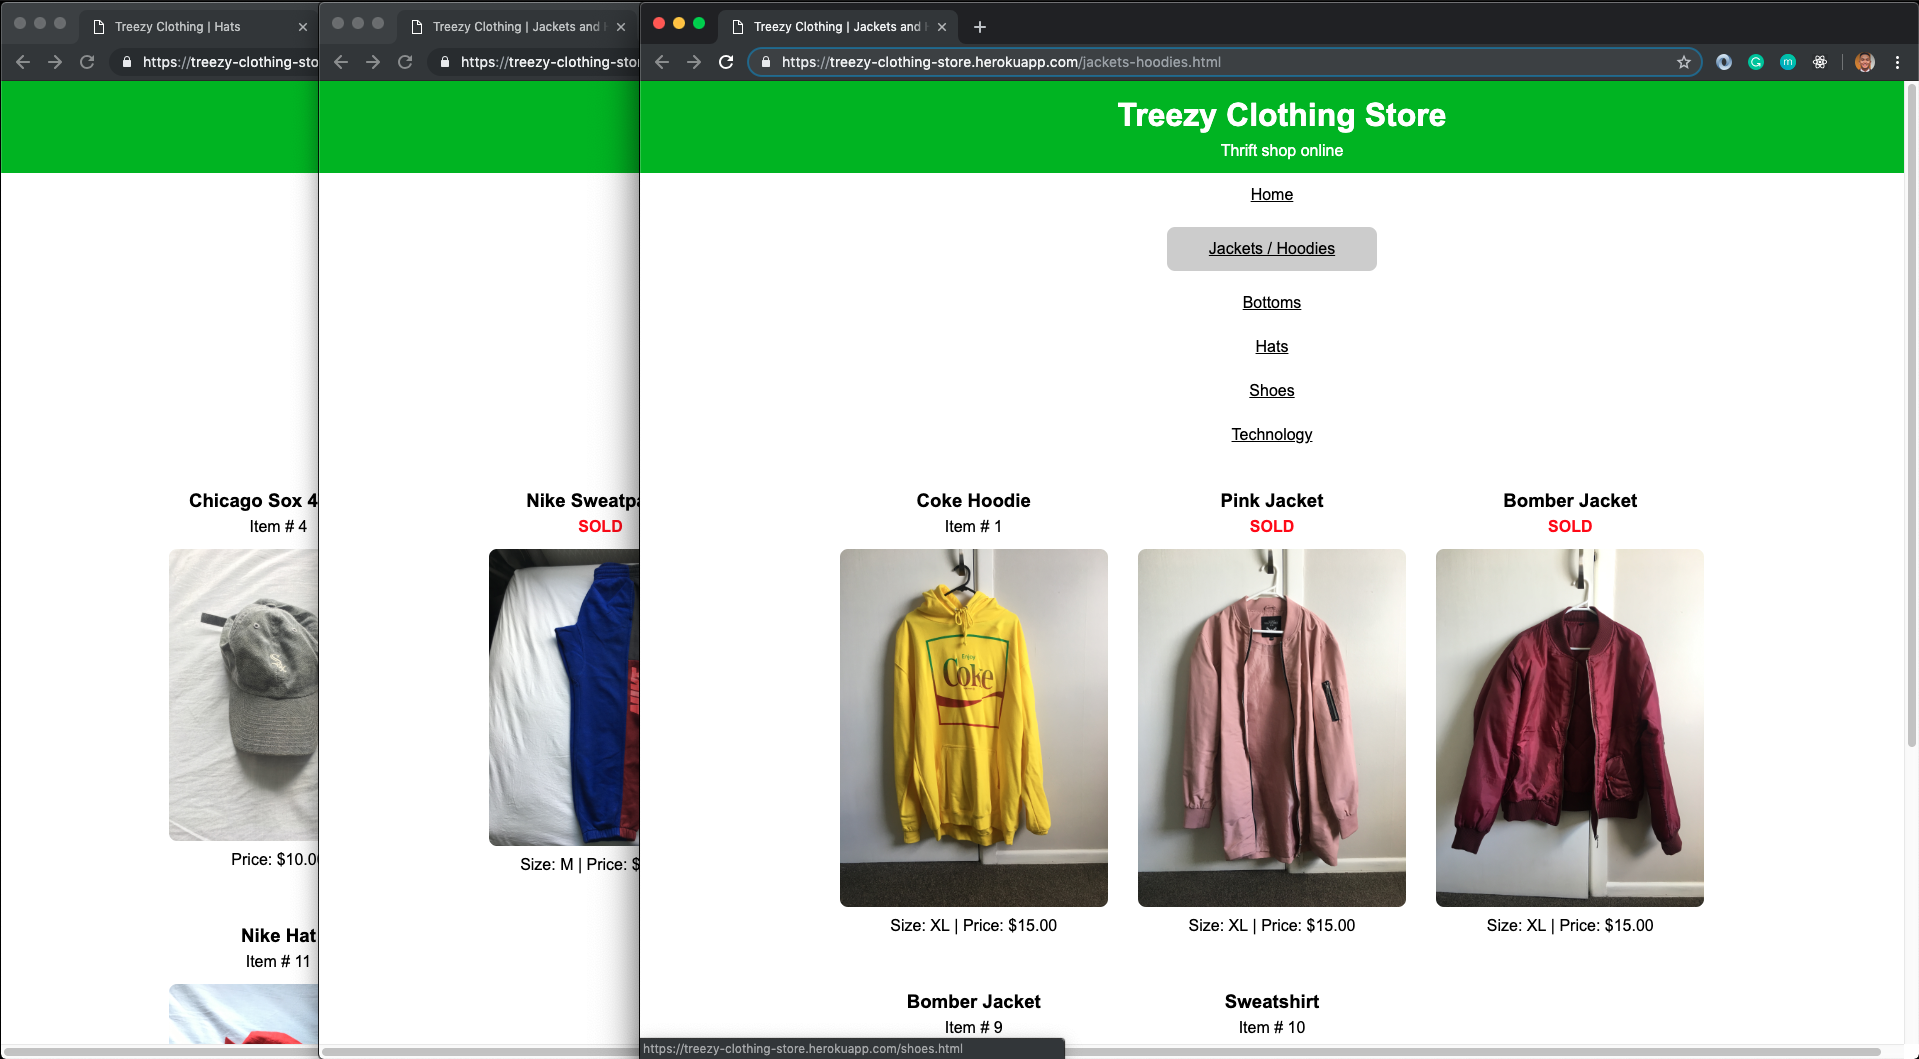 Treezy Clothing | Hats
https://treezy-clothing-sto
Chicago Sox 4
Item # 4
Price: $10.0
Nike Hat
Item # 11
Treezy Clothing | Jackets and
https://treezy-clothing-sto
Nike Sweatpa
SOLD
Size: M | Price: $
Treezy Clothing | Jackets and
https://treezy-clothing-store.herokuapp.com/jackets-hoodies.html
Treezy Clothing Store
Thrift shop online
Home
Jackets / Hoodies
Bottoms
Hats
Shoes
Technology
Coke Hoodie
Item # 1
Enjoy
Coke
Size: XL | Price: $15.00
Pink Jacket
SOLD
Size: XL | Price: $15.00
Bomber Jacket
SOLD
Size: XL | Price: $15.00
Bomber Jacket
Item # 9
Sweatshirt
Item # 10
https://treezy-clothing-store.herokuapp.com/shoes.html